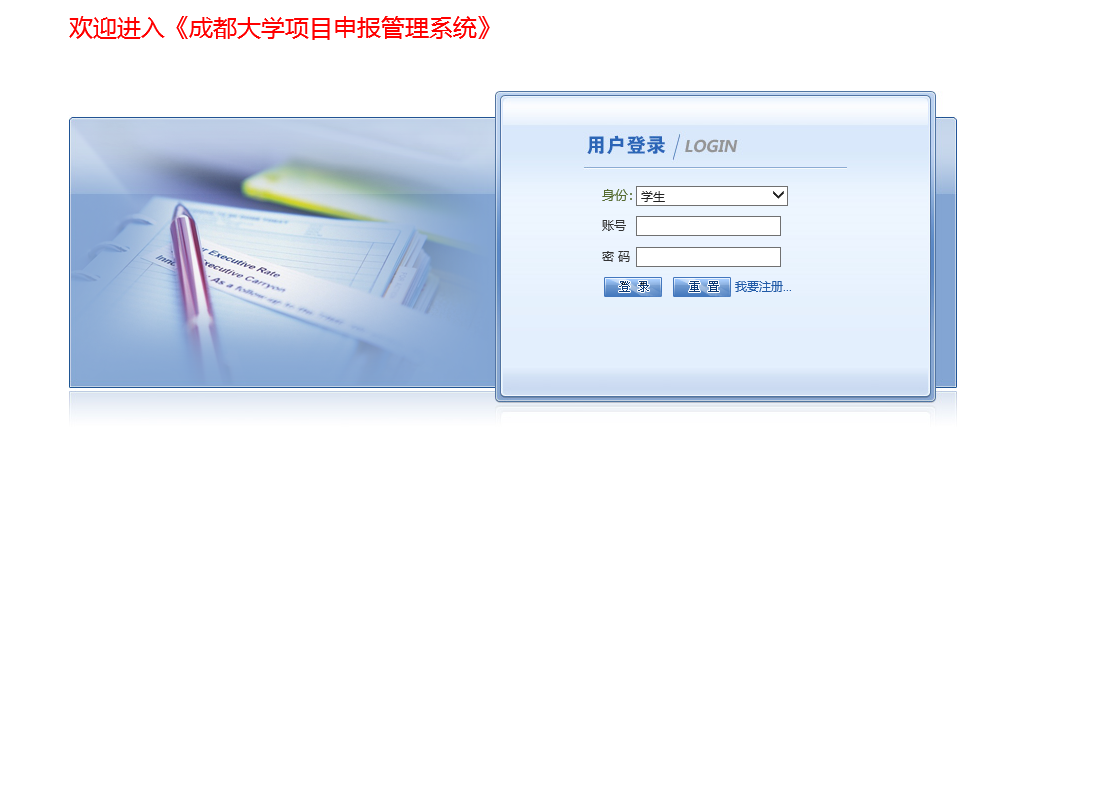 欢迎进入《成都大学项目申报管理系统》
用户登录 LOGIN
身份: 学生
账号
密 码
登 录 重 置 我要注册...
Executive Rate
Executive Carryon
As a follow-up to